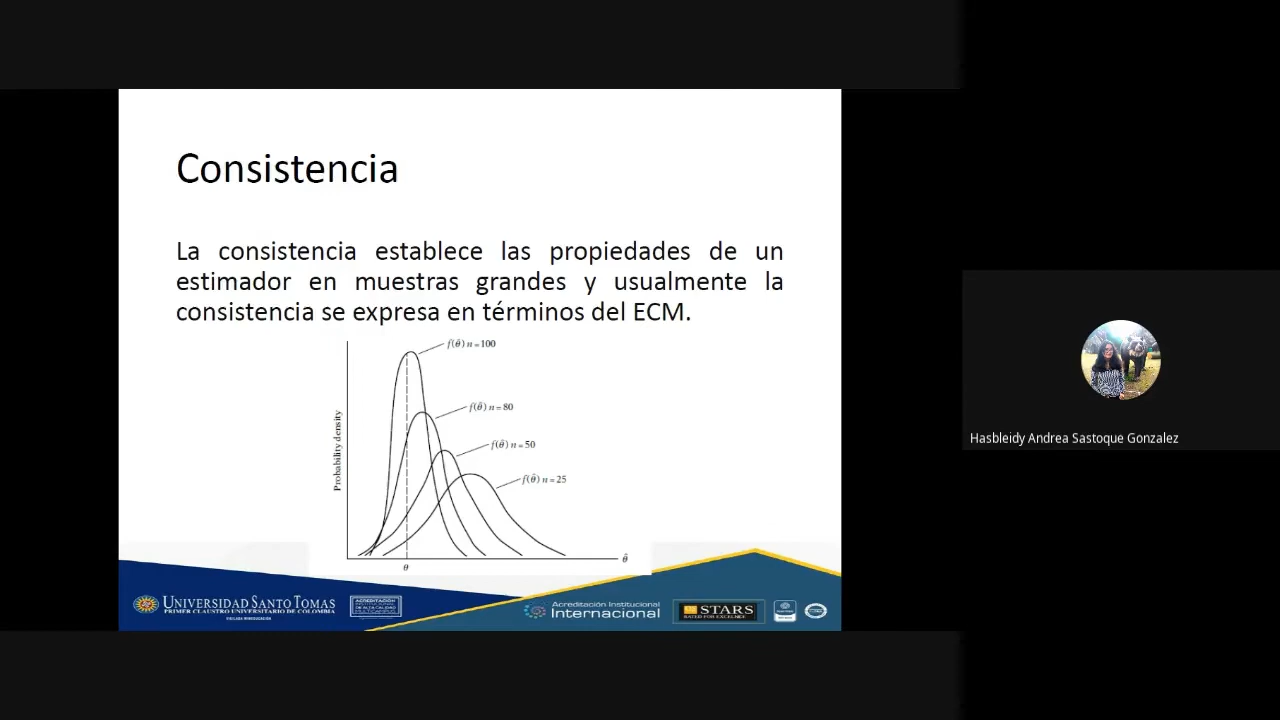 Consistencia
La consistencia establece las propiedades de un
estimador en muestras grandes y usualmente la
consistencia se expresa en términos del ECM.
f(θ̂) n = 100
f(θ̂) n = 80
f(θ̂) n = 50
f(θ̂) n = 25
Probability density
θ
θ̂
Hasbleidy Andrea Sastoque Gonzalez
UNIVERSIDAD SANTO TOMAS
PRIMER CLAUSTRO UNIVERSITARIO DE COLOMBIA
ACREDITACIÓN
INSTITUCIONAL
DE ALTA CALIDAD
MULTICAMPUS
Acreditación Institucional
Internacional
STARS
RATED FOR EXCELLENCE